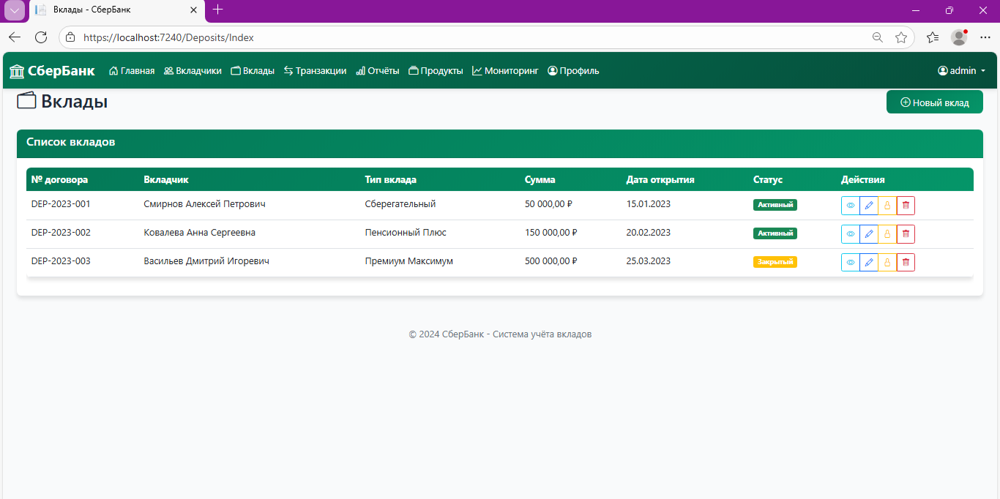 Вклады - СберБанк
https://localhost:7240/Deposits/Index
СберБанк Главная Вкладчики Вклады Транзакции Отчёты Продукты Мониторинг Профиль admin
Вклады Новый вклад
Список вкладов
№ договора Вкладчик Тип вклада Сумма Дата открытия Статус Действия
DEP-2023-001 Смирнов Алексей Петрович Сберегательный 50 000,00 ₽ 15.01.2023 Активный
DEP-2023-002 Ковалева Анна Сергеевна Пенсионный Плюс 150 000,00 ₽ 20.02.2023 Активный
DEP-2023-003 Васильев Дмитрий Игоревич Премиум Максимум 500 000,00 ₽ 25.03.2023 Закрытый
© 2024 СберБанк - Система учёта вкладов